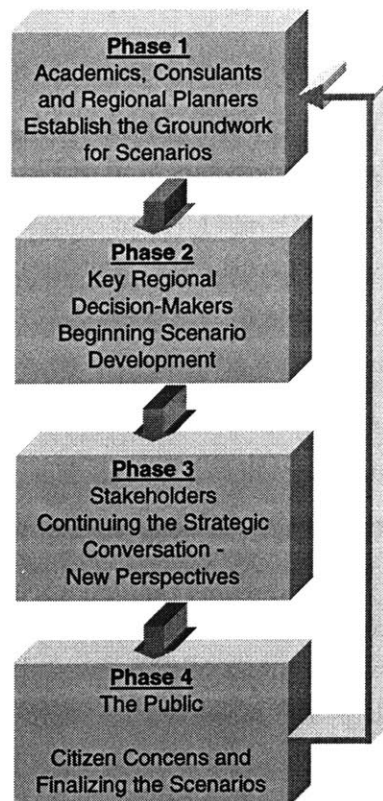 Phase 1
Academics, Consulants
and Regional Planners
Establish the Groundwork
for Scenarios
Phase 2
Key Regional
Decision-Makers
Beginning Scenario
Development
Phase 3
Stakeholders
Continuing the Strategic
Conversation -
New Perspectives
Phase 4
The Public
Citizen Concens and
Finalizing the Scenarios